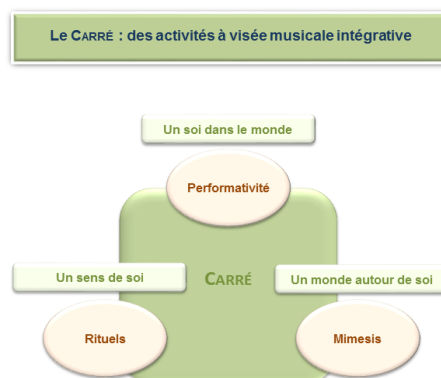 Le CARRÉ : des activités à visée musicale intégrative
Un soi dans le monde
Performativité
Un sens de soi
CARRÉ
Un monde autour de soi
Rituels
Mimesis